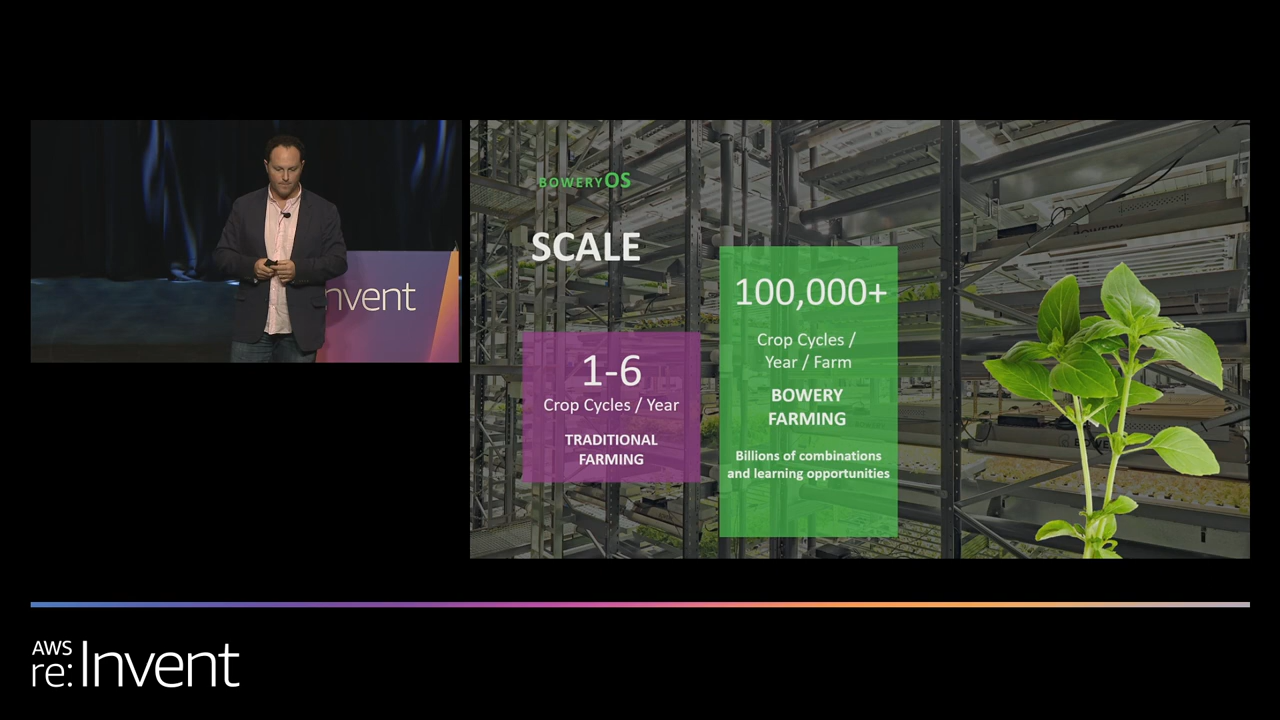 nvent
BOWERYOS
SCALE
1-6
Crop Cycles / Year
TRADITIONAL
FARMING
100,000+
Crop Cycles /
Year / Farm
BOWERY
FARMING
Billions of combinations
and learning opportunities
BOWERY
AWS
re:Invent